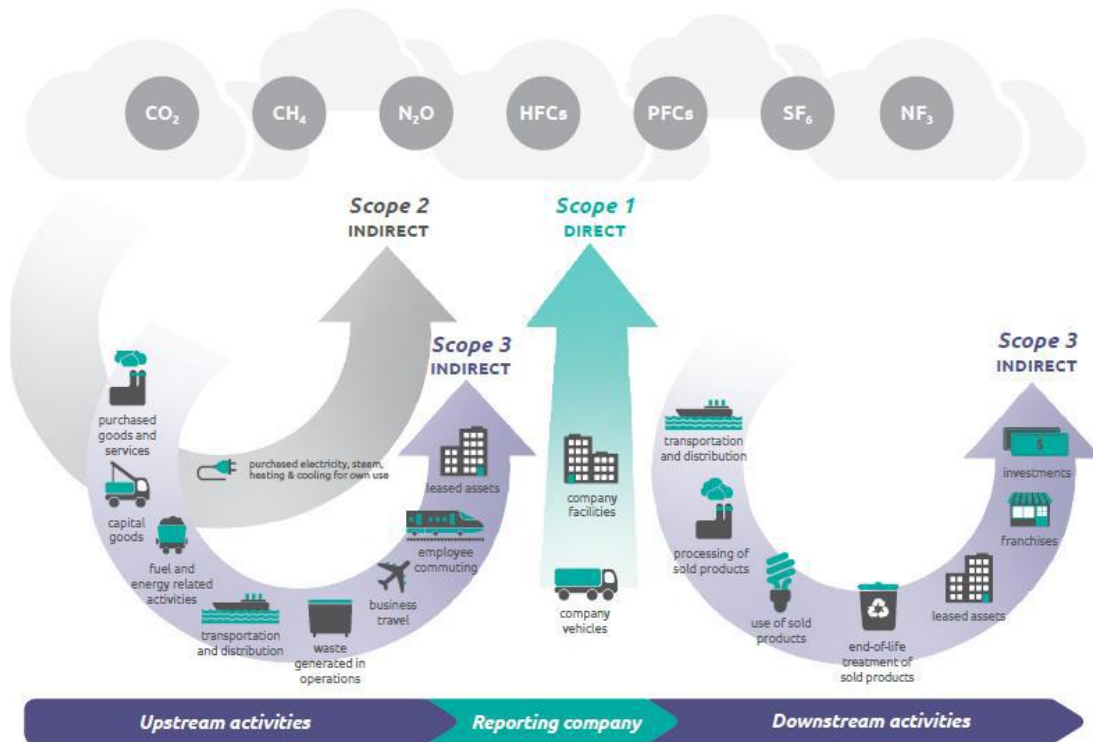 CO₂
CH₄
N₂O
HFCs
PFCs
SF₆
NF₃
Scope 2
INDIRECT
Scope 1
DIRECT
Scope 3
INDIRECT
Scope 3
INDIRECT
purchased
goods and
services
capital
goods
fuel and
energy related
activities
purchased electricity, steam,
heating & cooling for own use
transportation
and distribution
waste
generated in
operations
business
travel
employee
commuting
leased assets
company
facilities
company
vehicles
transportation
and distribution
processing of
sold products
use of sold
products
end-of-life
treatment of
sold products
leased assets
franchises
$
investments
Upstream activities
Reporting company
Downstream activities